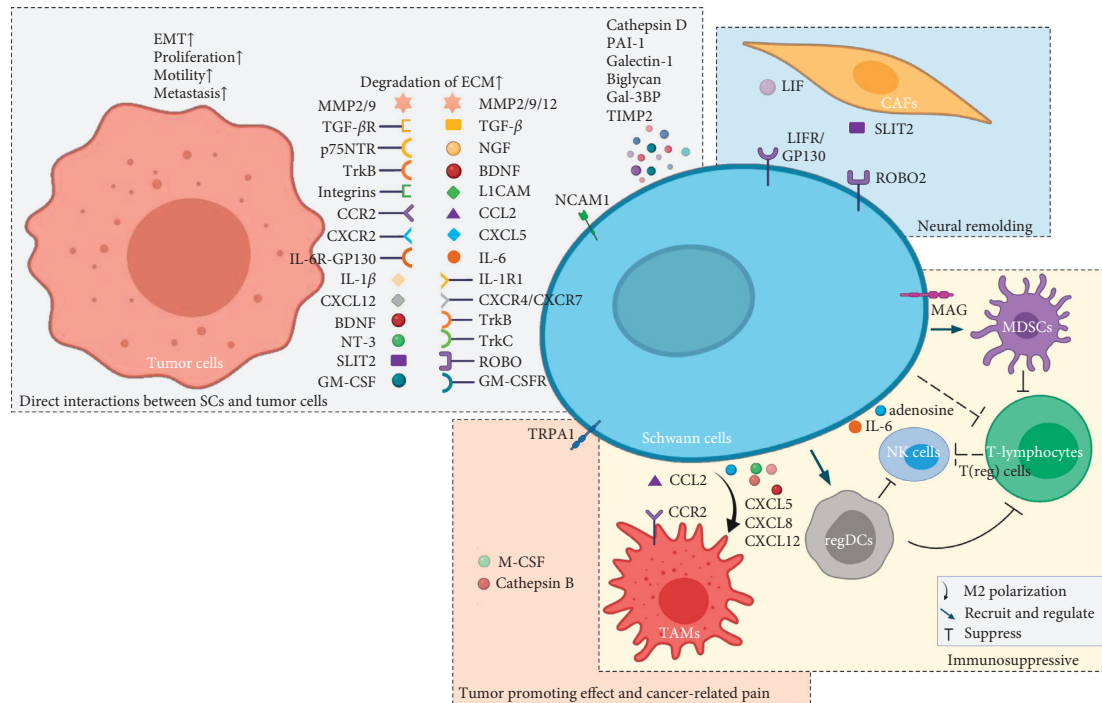 EMT↑
Proliferation↑
Motility↑
Metastasis↑
Tumor cells
Degradation of ECM↑
MMP2/9
MMP2/9/12
TGF-βR
TGF-β
p75NTR
NGF
TrkB
BDNF
Integrins
L1CAM
CCR2
CCL2
CXCR2
CXCL5
IL-6R-GP130
IL-6
IL-1β
IL-1R1
CXCL12
CXCR4/CXCR7
BDNF
TrkB
NT-3
TrkC
SLIT2
ROBO
GM-CSF
GM-CSFR
Direct interactions between SCs and tumor cells
Cathepsin D
PAI-1
Galectin-1
Biglycan
Gal-3BP
TIMP2
NCAM1
LIF
CAFs
SLIT2
LIFR/
GP130
ROBO2
Neural remolding
MAG
MDSCs
adenosine
IL-6
NK cells
T-lymphocytes
T(reg) cells
Schwann cells
TRPA1
CCL2
CCR2
CXCL5
CXCL8
CXCL12
regDCs
TAMs
M-CSF
Cathepsin B
M2 polarization
Recruit and regulate
Suppress
Immunosuppressive
Tumor promoting effect and cancer-related pain